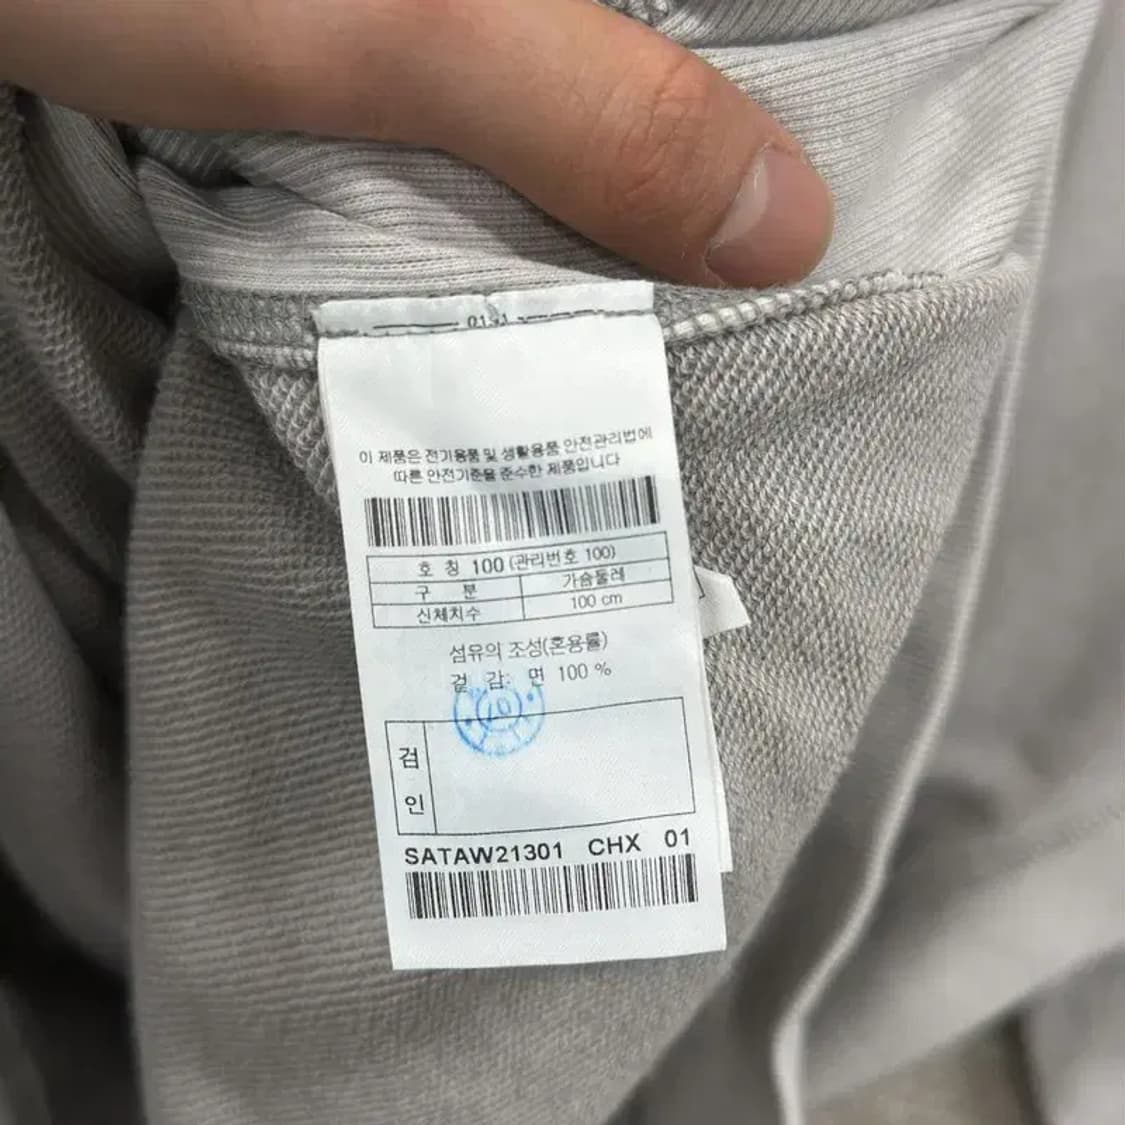 이 제품은 전기용품 및 생활용품 안전관리법에
따른 안전기준을 준수한 제품입니다
호 칭 100 (관리번호 100)
구 분 가슴둘레
신체치수 100 cm
섬유의 조성(혼용률)
겉 감: 면 100 %
검
인
SATAW21301 CHX 01